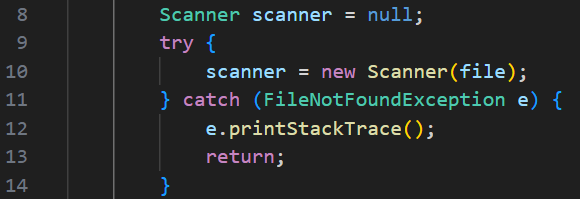 8 Scanner scanner = null;
9 try {
10 scanner = new Scanner(file);
11 } catch (FileNotFoundException e) {
12 e.printStackTrace();
13 return;
14 }